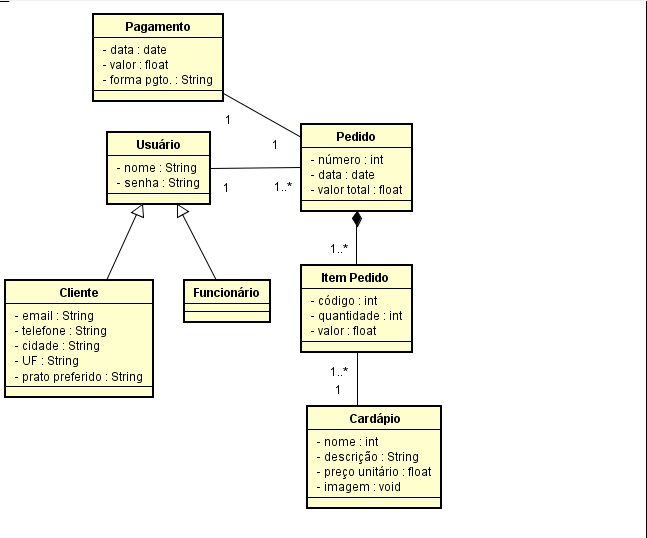 Pagamento
- data : date
- valor : float
- forma pgto. : String
1
1
Usuário
- nome : String
- senha : String
1
1..*
Pedido
- número : int
- data : date
- valor total : float
1..*
Cliente
- email : String
- telefone : String
- cidade : String
- UF : String
- prato preferido : String
Funcionário
Item Pedido
- código : int
- quantidade : int
- valor : float
1..*
1
Cardápio
- nome : int
- descrição : String
- preço unitário : float
- imagem : void